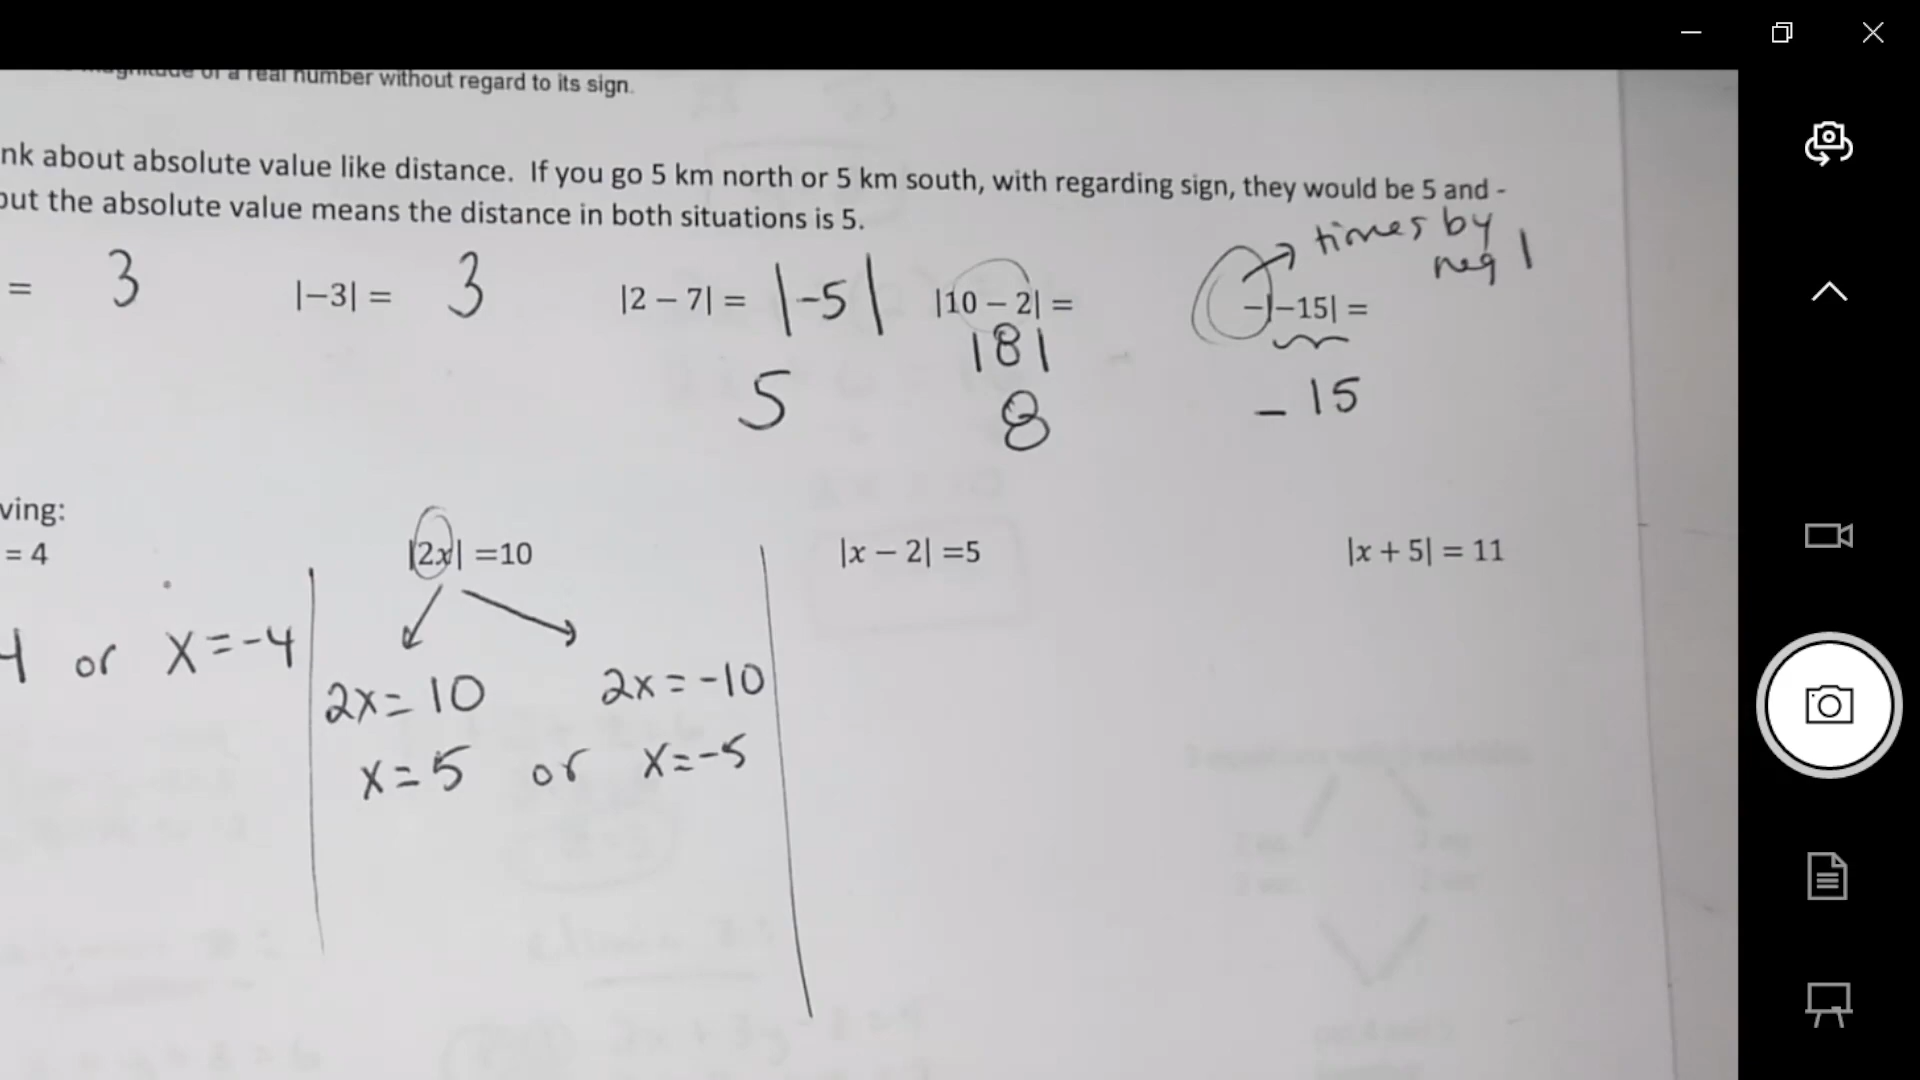 of a real number without regard to its sign.
about absolute value like distance. If you go 5 km north or 5 km south, with regarding sign, they would be 5 and -
but the absolute value means the distance in both situations is 5.
times by
neg 1
= 3 |−3| = 3 |2 − 7| = |-5| |10 − 2| = −|−15| =
|8|
5 8 - 15
= 4 |2x| =10 |x − 2| =5 |x + 5| = 11
4 or x=-4
2x= 10 2x=-10
x=5 or x=-5